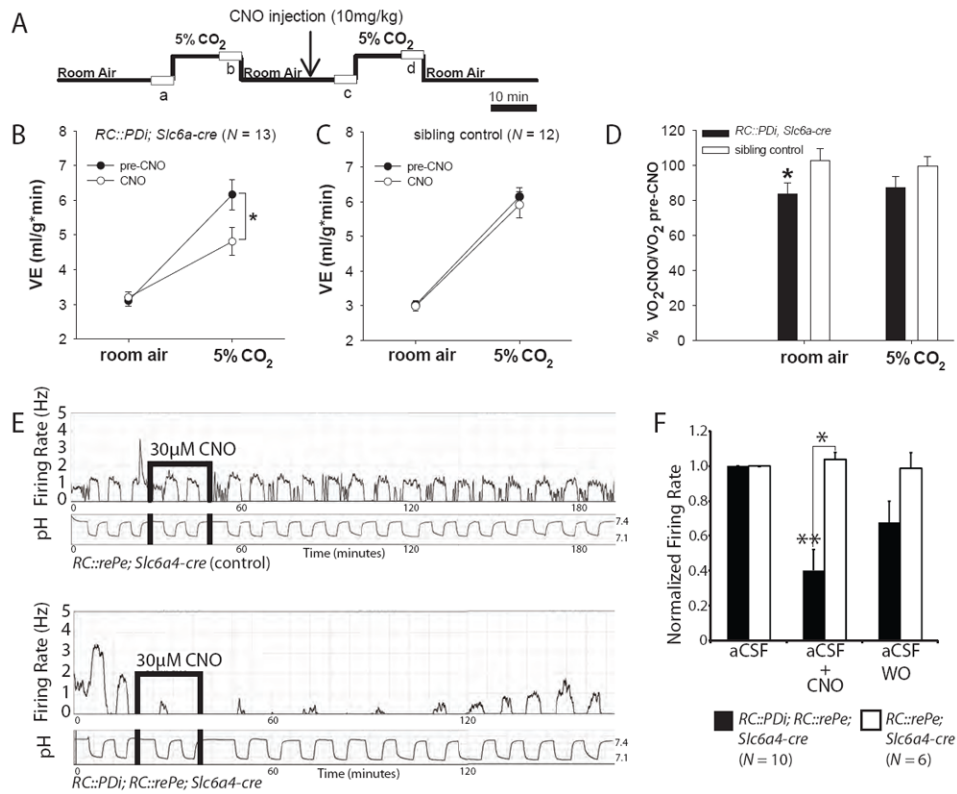 A
CNO injection (10mg/kg)
5% CO2
5% CO2
Room Air
Room Air
Room Air
a
b
c
d
10 min
B
RC::PDi; Slc6a-cre (N = 13)
8
7
6
5
4
3
2
VE (ml/g*min)
pre-CNO
CNO
*
room air
5% CO2
C
sibling control (N = 12)
8
7
6
5
4
3
2
VE (ml/g*min)
pre-CNO
CNO
room air
5% CO2
D
RC::PDi, Slc6a-cre
sibling control
120
100
80
60
40
20
0
% VO2CNO/VO2 pre-CNO
*
room air
5% CO2
E
Firing Rate (Hz)
5
4
3
2
1
0
30µM CNO
60
120
180
pH
7.4
7.1
0
60
Time (minutes)
120
180
RC::rePe; Slc6a4-cre (control)
Firing Rate (Hz)
5
4
3
2
1
0
30µM CNO
0
60
120
pH
7.4
7.1
0
60
Time (minutes)
120
RC::PDi; RC::rePe; Slc6a4-cre
F
Normalized Firing Rate
1.2
1.0
0.8
0.6
0.4
0.2
0
*
**
aCSF
aCSF
+
CNO
aCSF
WO
RC::PDi; RC::rePe;
Slc6a4-cre
(N = 10)
RC::rePe;
Slc6a4-cre
(N = 6)